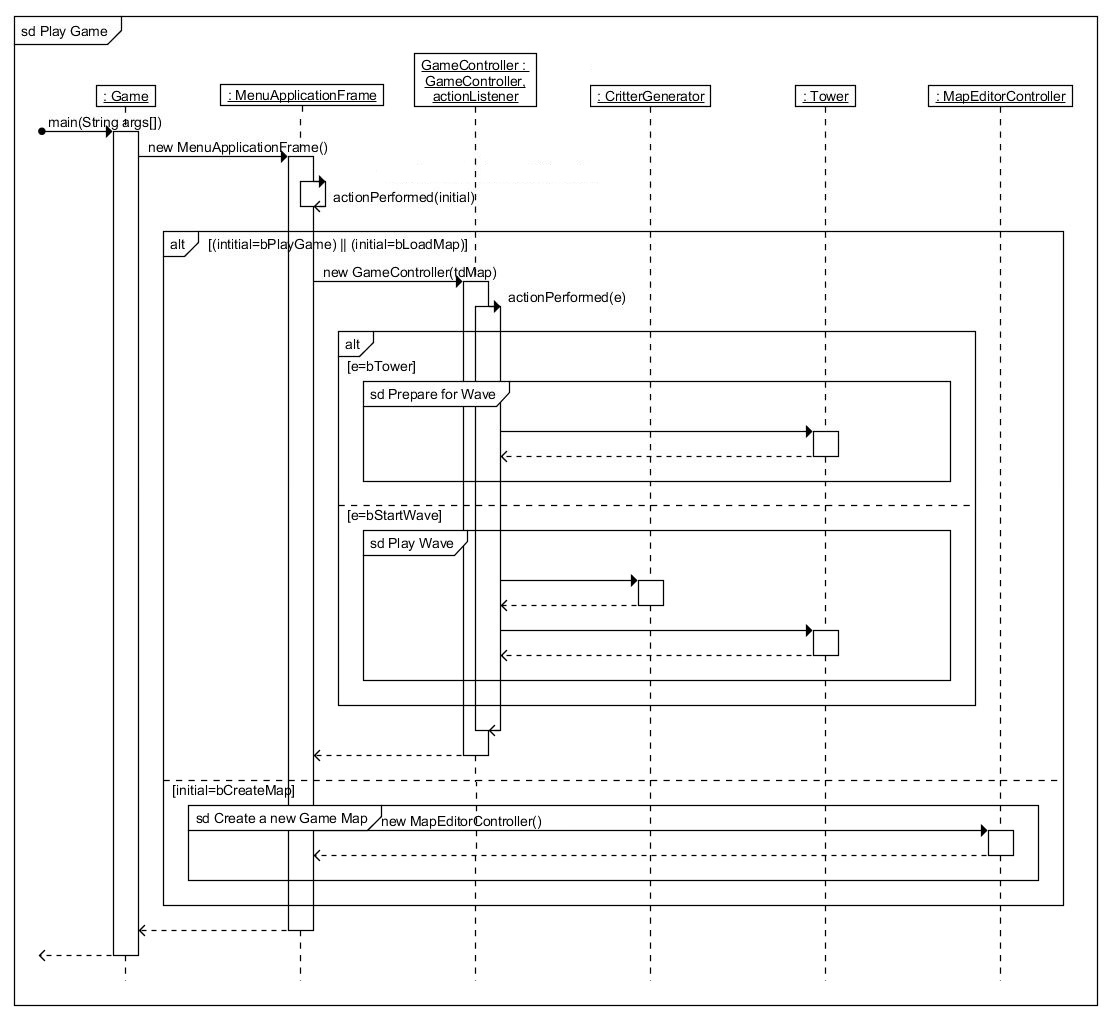 sd Play Game
GameController :
GameController,
actionListener
: Game
: MenuApplicationFrame
: CritterGenerator
: Tower
: MapEditorController
main(String args[])
new MenuApplicationFrame()
actionPerformed(initial)
alt
[(intitial=bPlayGame) || (initial=bLoadMap)]
new GameController(tdMap)
actionPerformed(e)
alt
[e=bTower]
sd Prepare for Wave
[e=bStartWave]
sd Play Wave
[initial=bCreateMap]
sd Create a new Game Map
new MapEditorController()